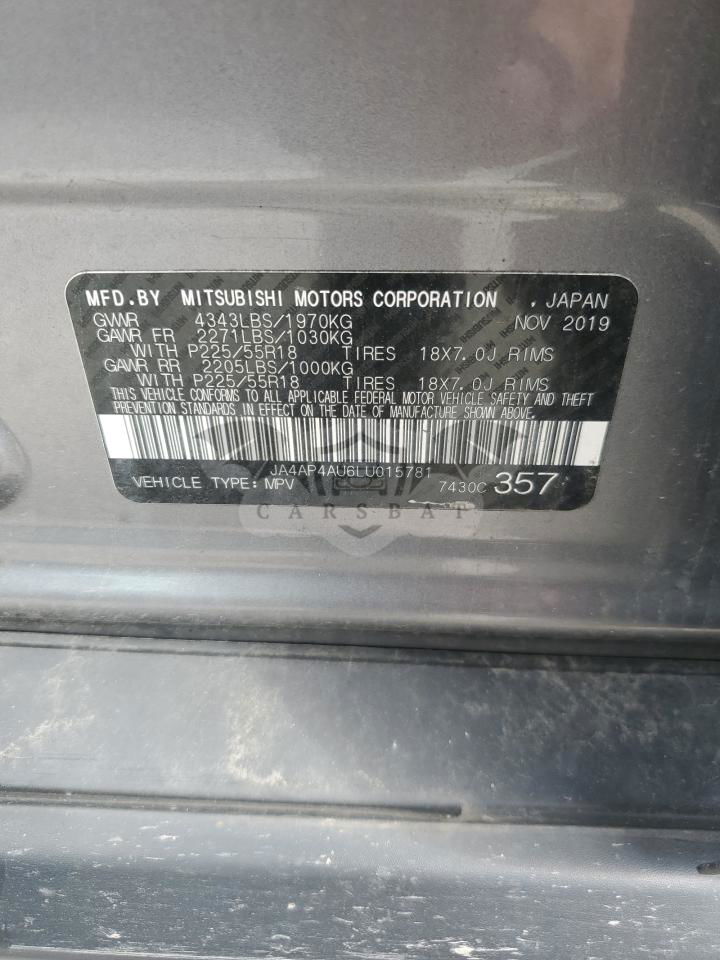 MFD.BY MITSUBISHI MOTORS CORPORATION , JAPAN
GVWR 4343LBS/1970KG NOV 2019
GAWR FR 2271LBS/1030KG
WITH P225/55R18 TIRES 18X7.0J RIMS
GAWR RR 2205LBS/1000KG
WITH P225/55R18 TIRES 18X7.0J RIMS
THIS VEHICLE CONFORMS TO ALL APPLICABLE FEDERAL MOTOR VEHICLE SAFETY AND THEFT
PREVENTION STANDARDS IN EFFECT ON THE DATE OF MANUFACTURE SHOWN ABOVE.
JA4AP4AU6LU015781
VEHICLE TYPE: MPV 7430C 357
CARSBAT